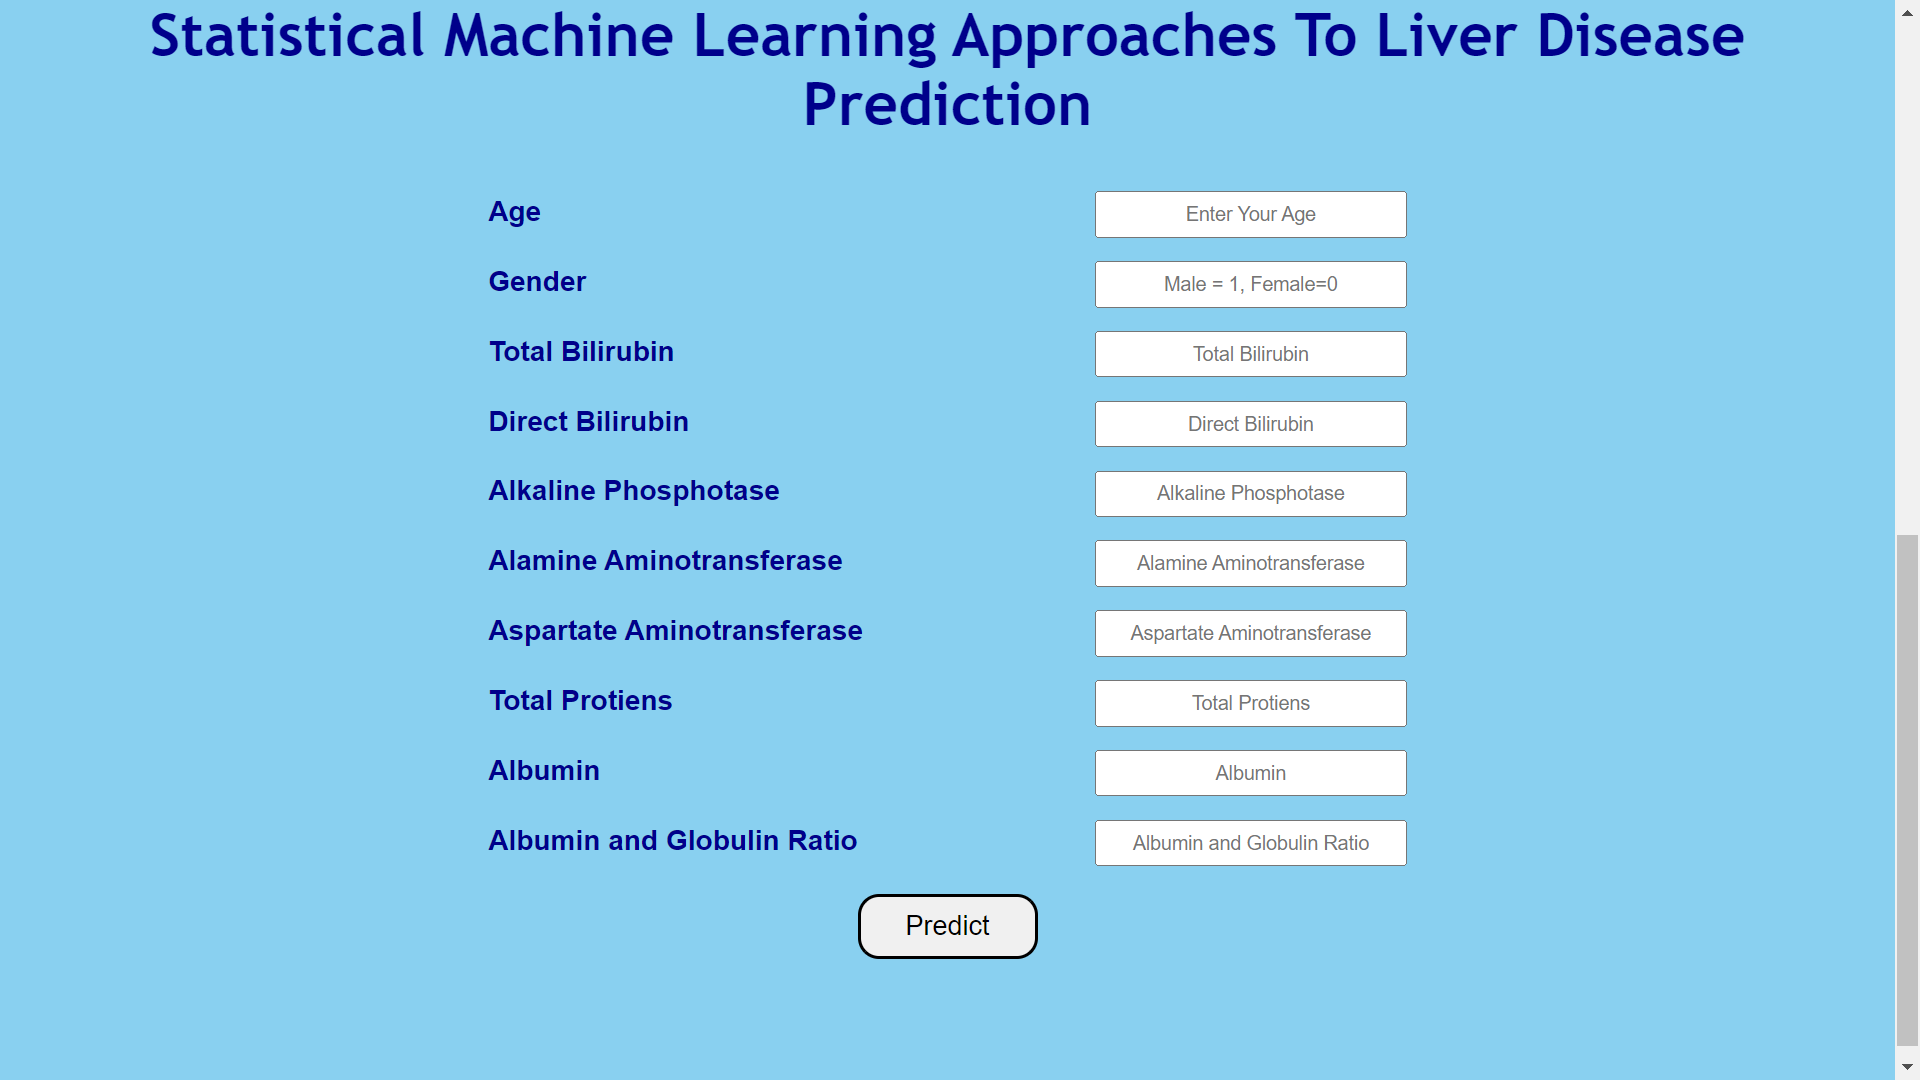 Statistical Machine Learning Approaches To Liver Disease
Prediction
Age
Enter Your Age
Gender
Male = 1, Female=0
Total Bilirubin
Total Bilirubin
Direct Bilirubin
Direct Bilirubin
Alkaline Phosphotase
Alkaline Phosphotase
Alamine Aminotransferase
Alamine Aminotransferase
Aspartate Aminotransferase
Aspartate Aminotransferase
Total Protiens
Total Protiens
Albumin
Albumin
Albumin and Globulin Ratio
Albumin and Globulin Ratio
Predict